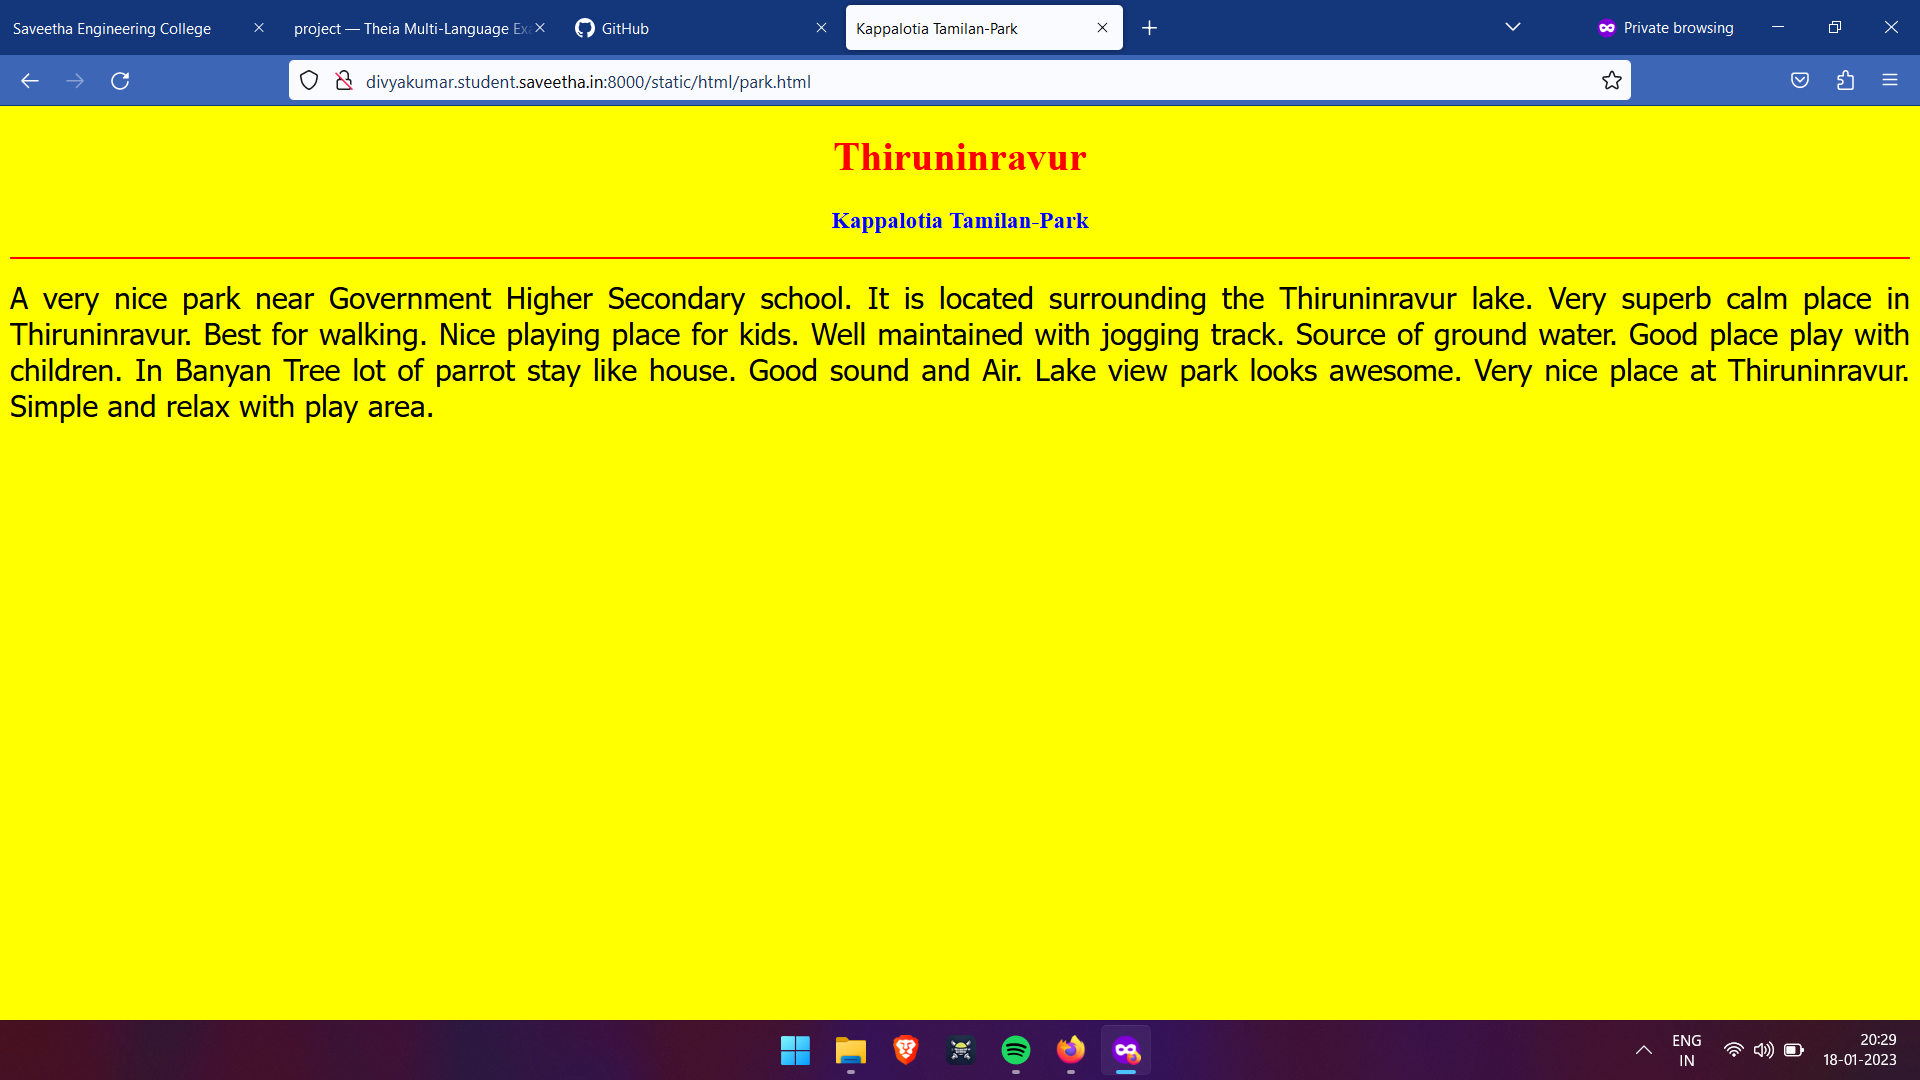 Saveetha Engineering College
project — Theia Multi-Language Ex
GitHub
Kappalotia Tamilan-Park
Private browsing
divyakumar.student.saveetha.in:8000/static/html/park.html
Thiruninravur
Kappalotia Tamilan-Park
A very nice park near Government Higher Secondary school. It is located surrounding the Thiruninravur lake. Very superb calm place in
Thiruninravur. Best for walking. Nice playing place for kids. Well maintained with jogging track. Source of ground water. Good place play with
children. In Banyan Tree lot of parrot stay like house. Good sound and Air. Lake view park looks awesome. Very nice place at Thiruninravur.
Simple and relax with play area.
ENG
IN
20:29
18-01-2023